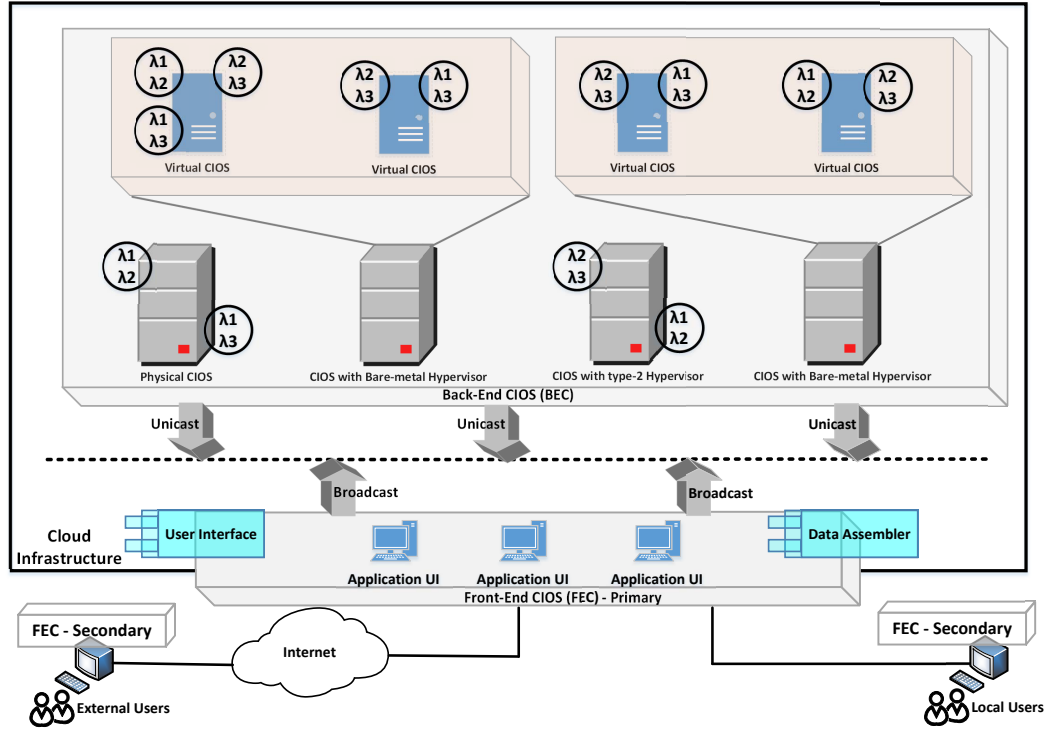 λ1
λ2
λ2
λ3
λ1
λ3
Virtual CIOS
λ2
λ3
λ1
λ3
Virtual CIOS
λ2
λ3
λ1
λ3
Virtual CIOS
λ1
λ2
λ2
λ3
Virtual CIOS
λ1
λ2
λ1
λ3
Physical CIOS
CIOS with Bare-metal Hypervisor
λ2
λ3
λ1
λ2
CIOS with type-2 Hypervisor
CIOS with Bare-metal Hypervisor
Back-End CIOS (BEC)
Unicast
Unicast
Unicast
Broadcast
Broadcast
Cloud
Infrastructure
User Interface
Data Assembler
Application UI
Application UI
Application UI
Front-End CIOS (FEC) - Primary
FEC - Secondary
External Users
Internet
FEC - Secondary
Local Users